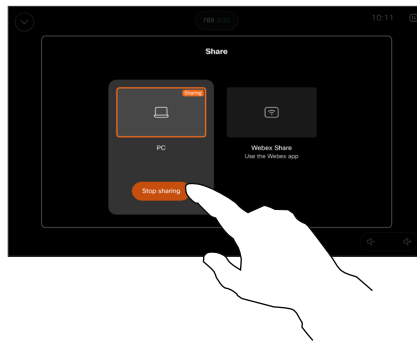 10:11
Share
Sharing
PC
Webex Share
Use the Webex app
Stop sharing